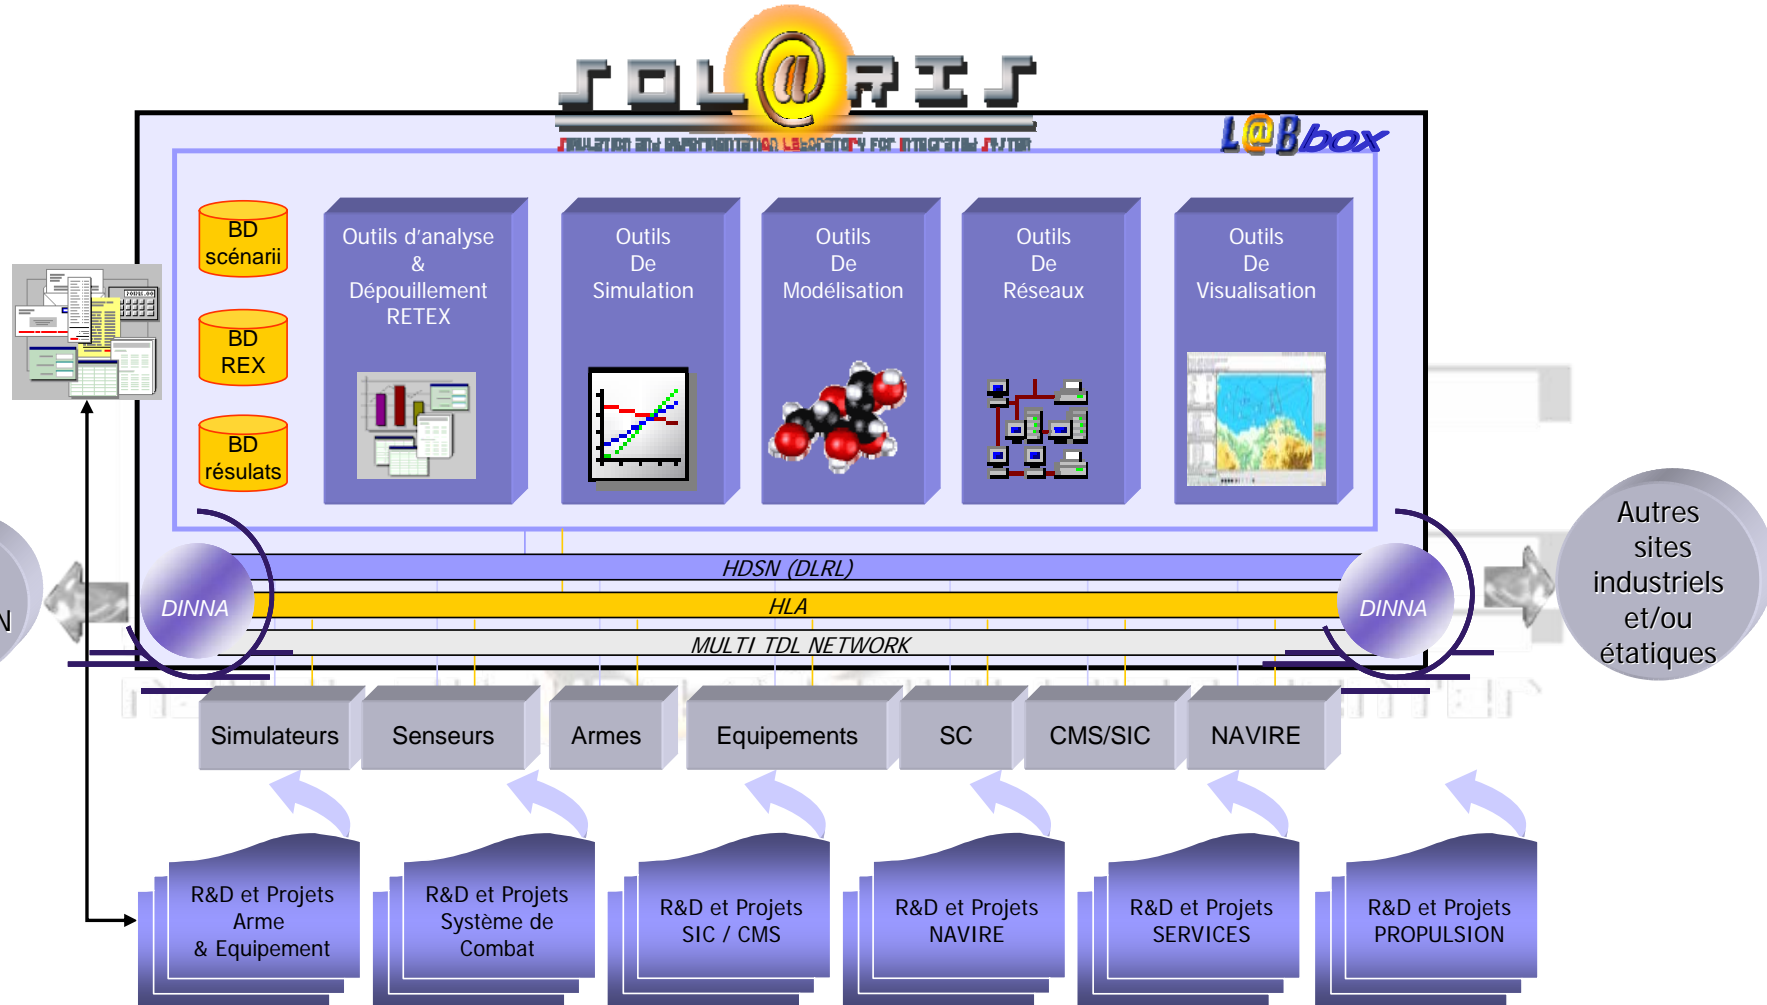 SOL@RIS
Simulation and Experimentation Laboratory For Integrated System
L@Bbox
BD
scénarii
BD
REX
BD
résulats
Outils d'analyse
&
Dépouillement
RETEX
Outils
De
Simulation
Outils
De
Modélisation
Outils
De
Réseaux
Outils
De
Visualisation
HDSN (DLRL)
HLA
MULTI TDL NETWORK
DINNA
DINNA
N
Autres
sites
industriels
et/ou
étatiques
Simulateurs
Senseurs
Armes
Equipements
SC
CMS/SIC
NAVIRE
R&D et Projets
Arme
& Equipement
R&D et Projets
Système de
Combat
R&D et Projets
SIC / CMS
R&D et Projets
NAVIRE
R&D et Projets
SERVICES
R&D et Projets
PROPULSION